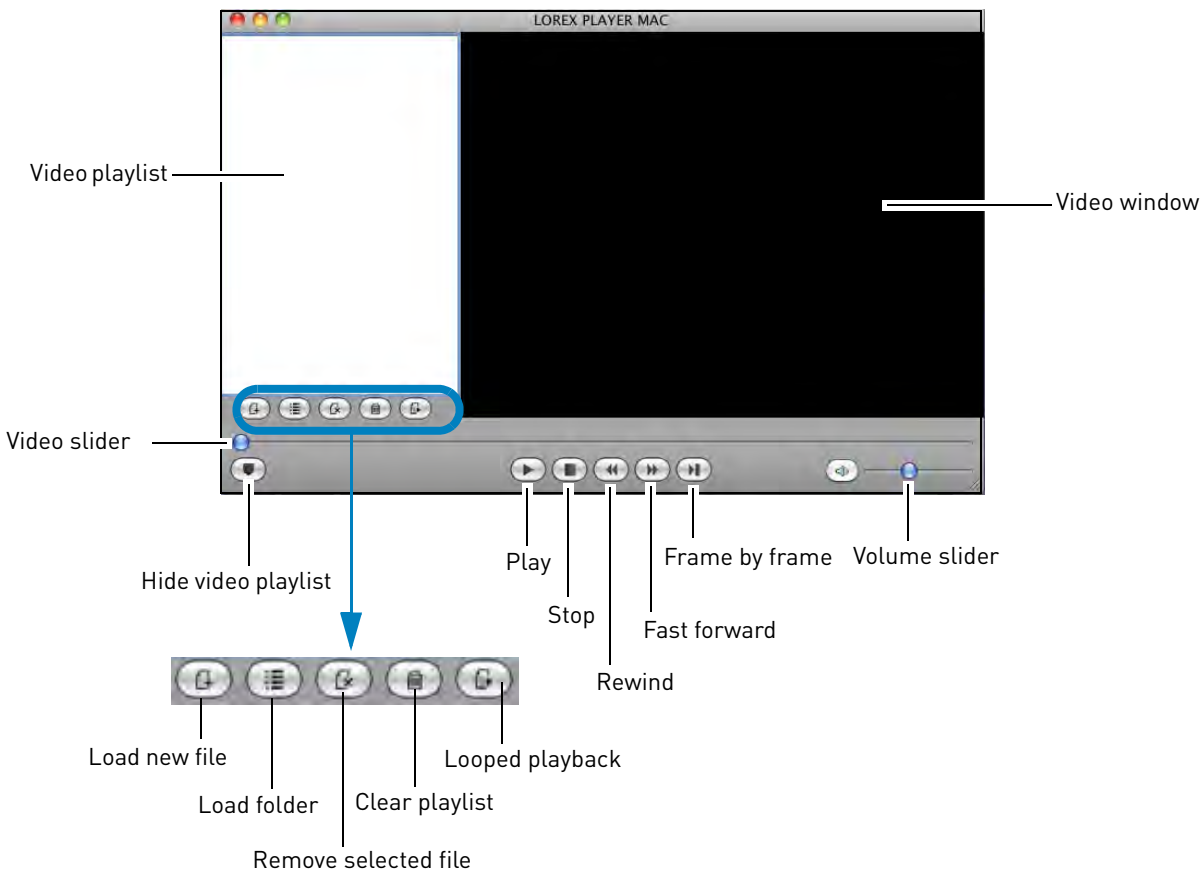 LOREX PLAYER MAC
Video playlist
Video window
Video slider
Play
Frame by frame
Volume slider
Hide video playlist
Stop
Fast forward
Rewind
Load new file
Looped playback
Load folder
Clear playlist
Remove selected file